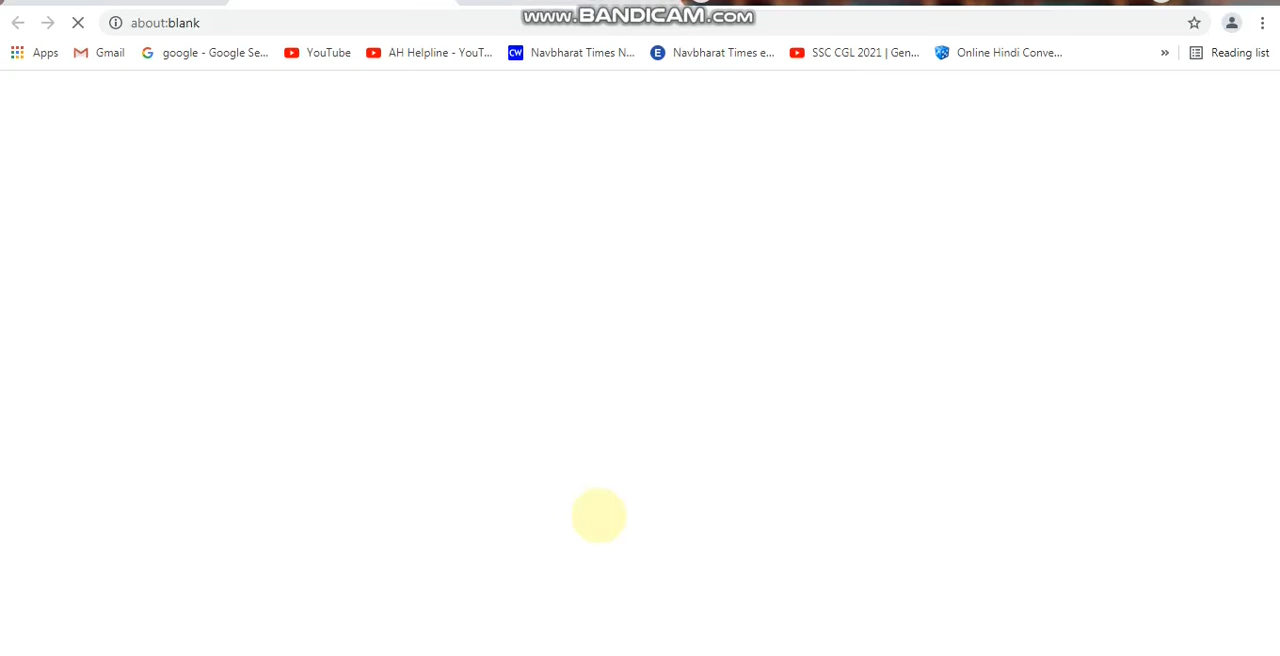 www.BANDICAM.com
about:blank
Apps Gmail google - Google Se... YouTube AH Helpline - YouT... CW Navbharat Times N... E Navbharat Times e... SSC CGL 2021 | Gen... Online Hindi Conve... » Reading list